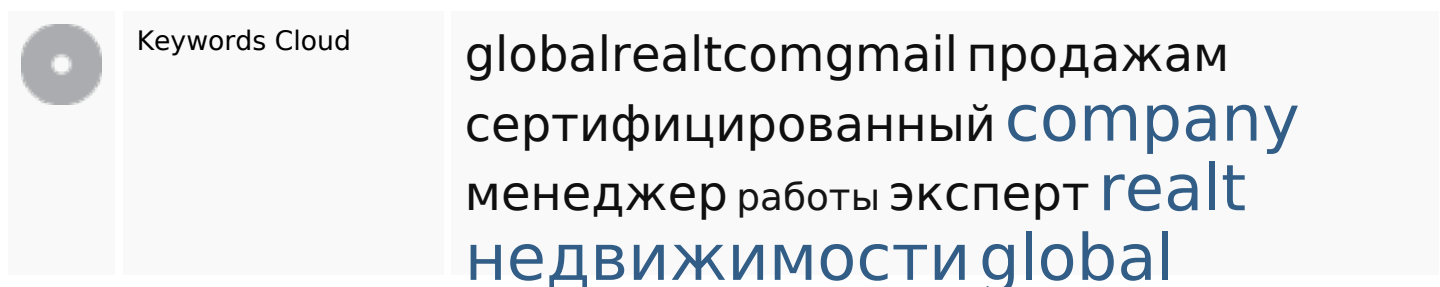 Keywords Cloud
globalrealtcomgmail продажам
сертифицированный company
менеджер работы эксперт realt
недвижимости global